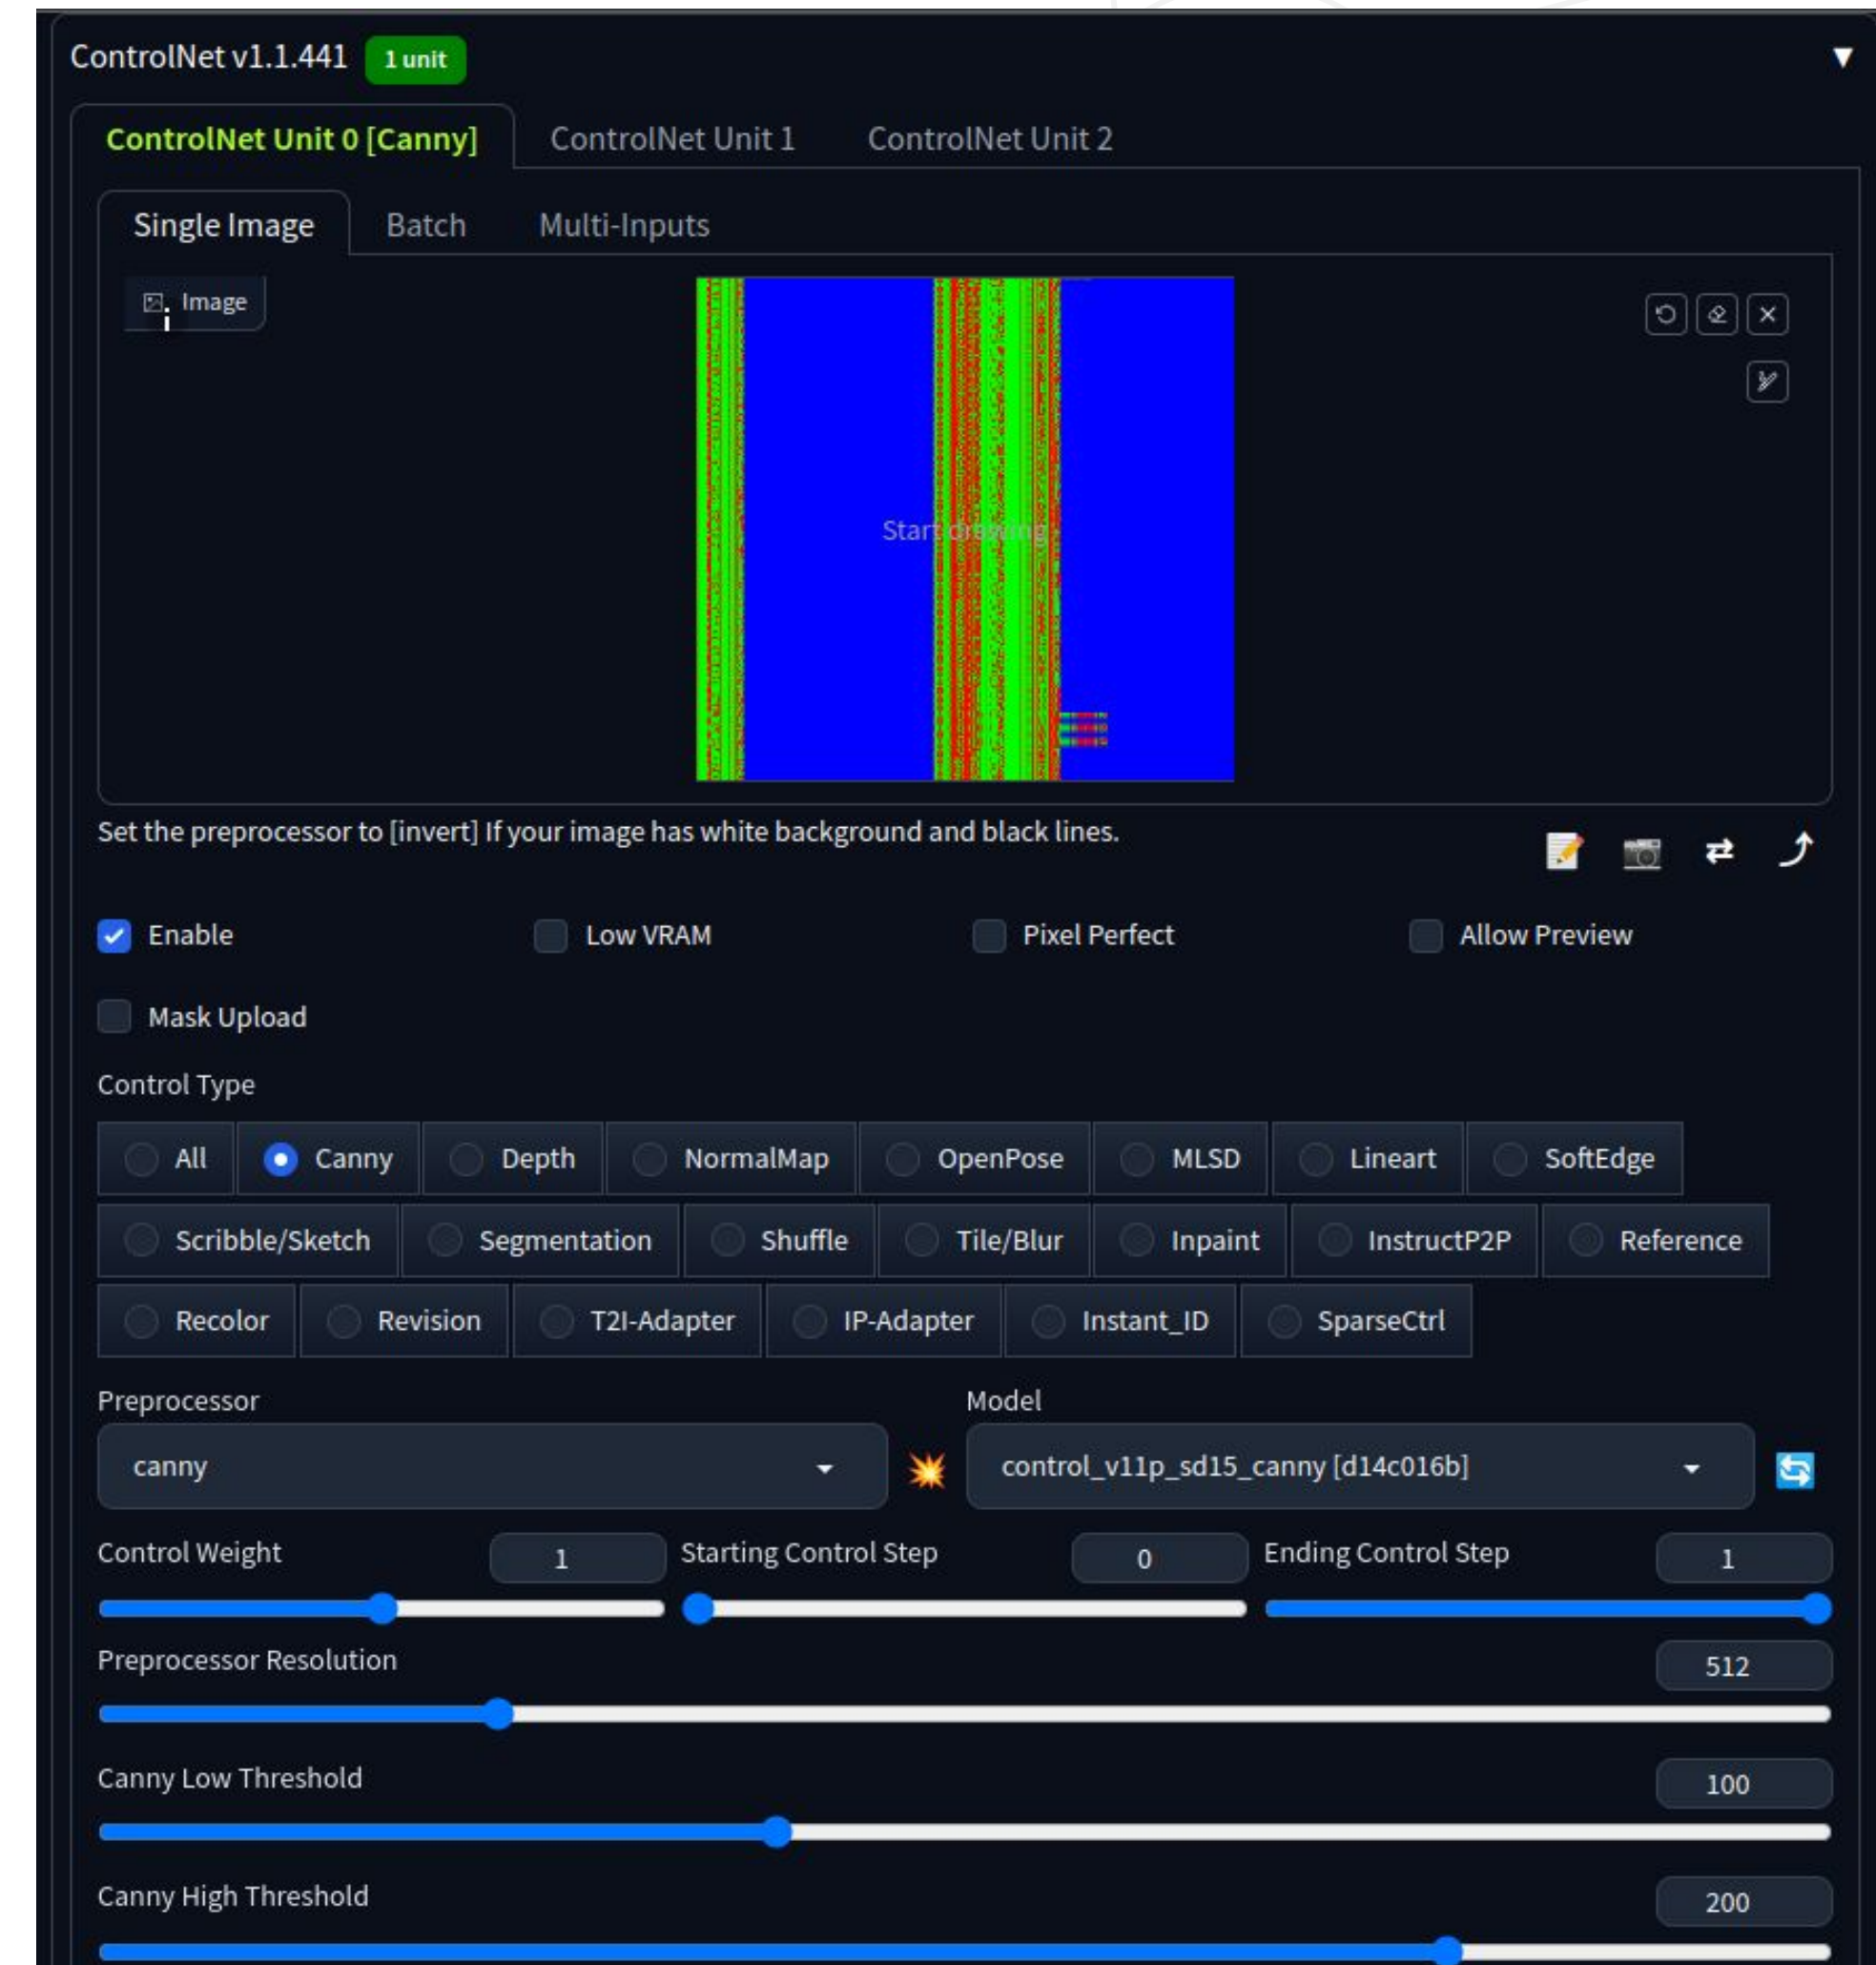 ControlNet v1.1.441 1 unit
ControlNet Unit 0 [Canny] ControlNet Unit 1 ControlNet Unit 2
Single Image Batch Multi-Inputs
Image
Start drawing
Set the preprocessor to [invert] If your image has white background and black lines.
Enable Low VRAM Pixel Perfect Allow Preview
Mask Upload
Control Type
All Canny Depth NormalMap OpenPose MLSD Lineart SoftEdge
Scribble/Sketch Segmentation Shuffle Tile/Blur Inpaint InstructP2P Reference
Recolor Revision T2I-Adapter IP-Adapter Instant_ID SparseCtrl
Preprocessor Model
canny control_v11p_sd15_canny [d14c016b]
Control Weight 1 Starting Control Step 0 Ending Control Step 1
Preprocessor Resolution 512
Canny Low Threshold 100
Canny High Threshold 200